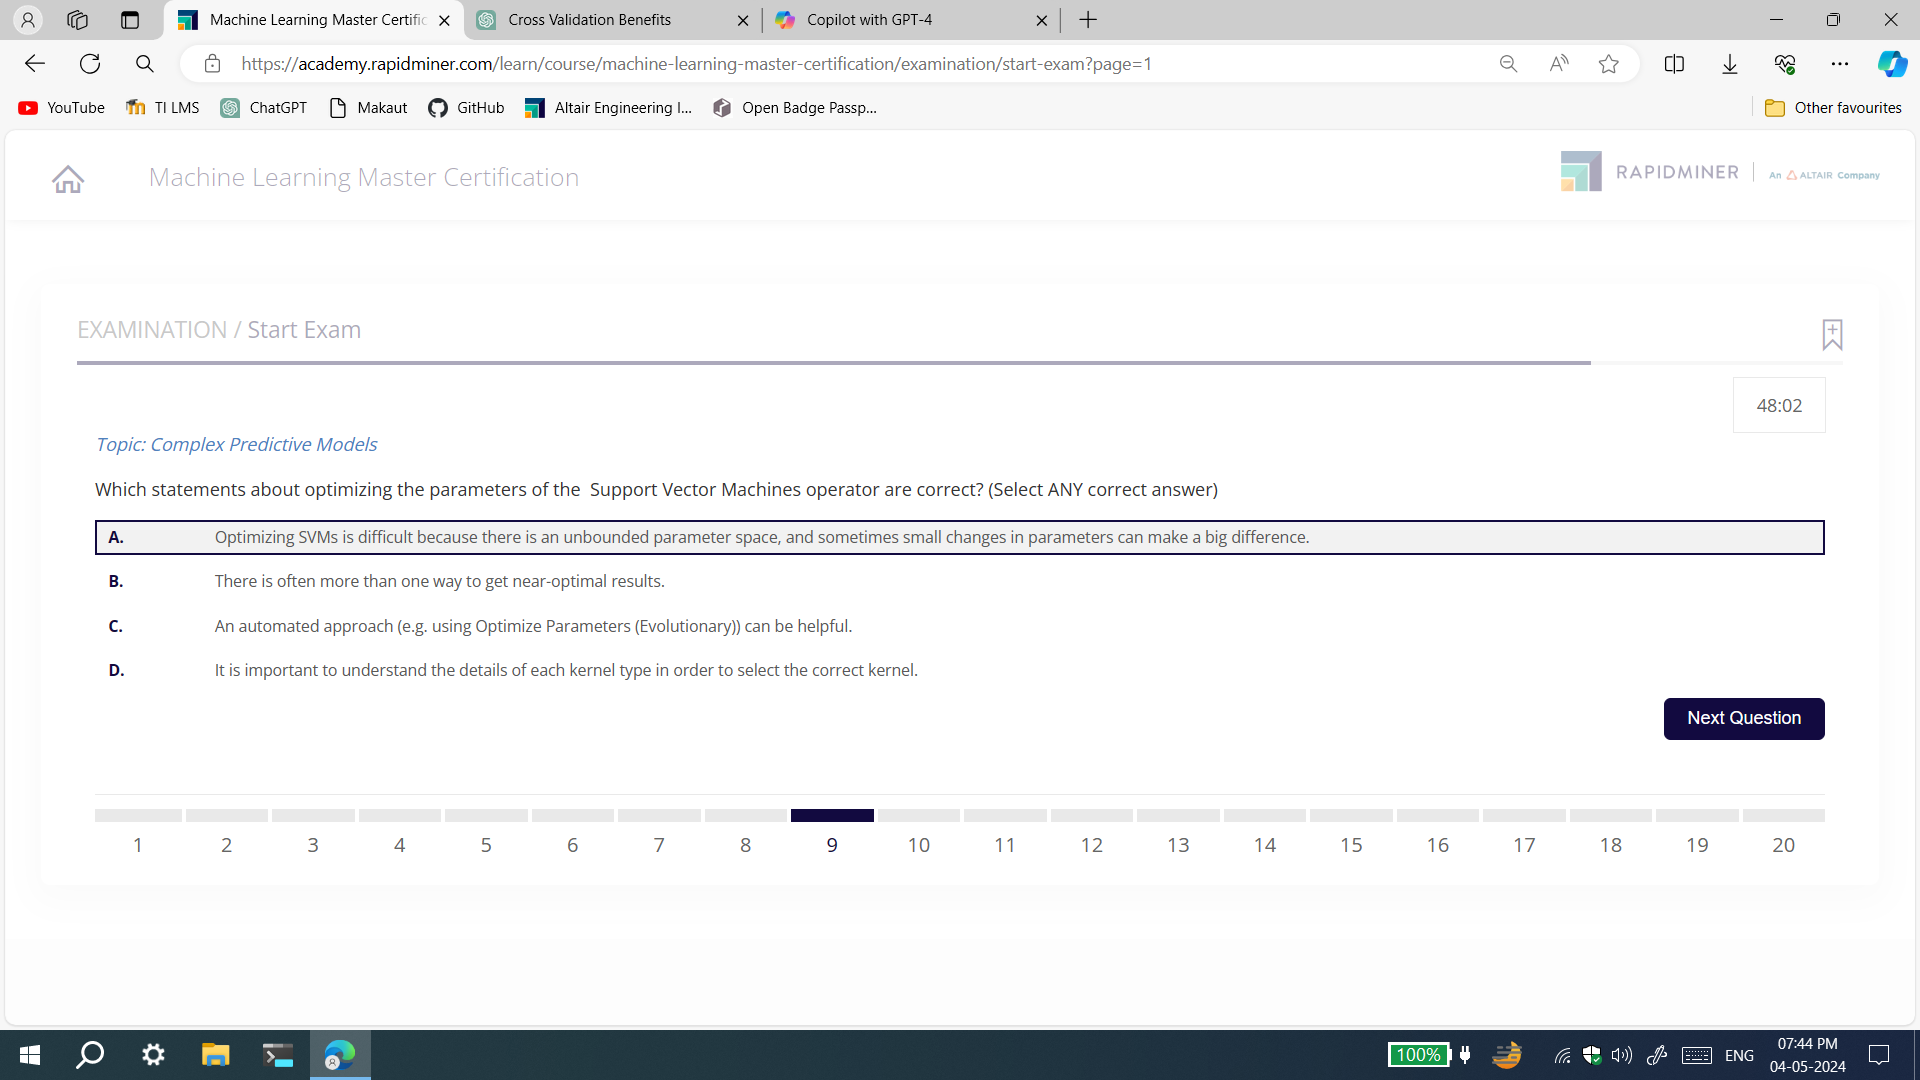 Machine Learning Master Certific
Cross Validation Benefits
Copilot with GPT-4
https://academy.rapidminer.com/learn/course/machine-learning-master-certification/examination/start-exam?page=1
YouTube
TI LMS
ChatGPT
Makaut
GitHub
Altair Engineering I...
Open Badge Passp...
Other favourites
Machine Learning Master Certification
RAPIDMINER
An ALTAIR Company
EXAMINATION / Start Exam
48:02
Topic: Complex Predictive Models
Which statements about optimizing the parameters of the  Support Vector Machines operator are correct? (Select ANY correct answer)
A. Optimizing SVMs is difficult because there is an unbounded parameter space, and sometimes small changes in parameters can make a big difference.
B. There is often more than one way to get near-optimal results.
C. An automated approach (e.g. using Optimize Parameters (Evolutionary)) can be helpful.
D. It is important to understand the details of each kernel type in order to select the correct kernel.
Next Question
1 2 3 4 5 6 7 8 9 10 11 12 13 14 15 16 17 18 19 20
100%
ENG
07:44 PM
04-05-2024